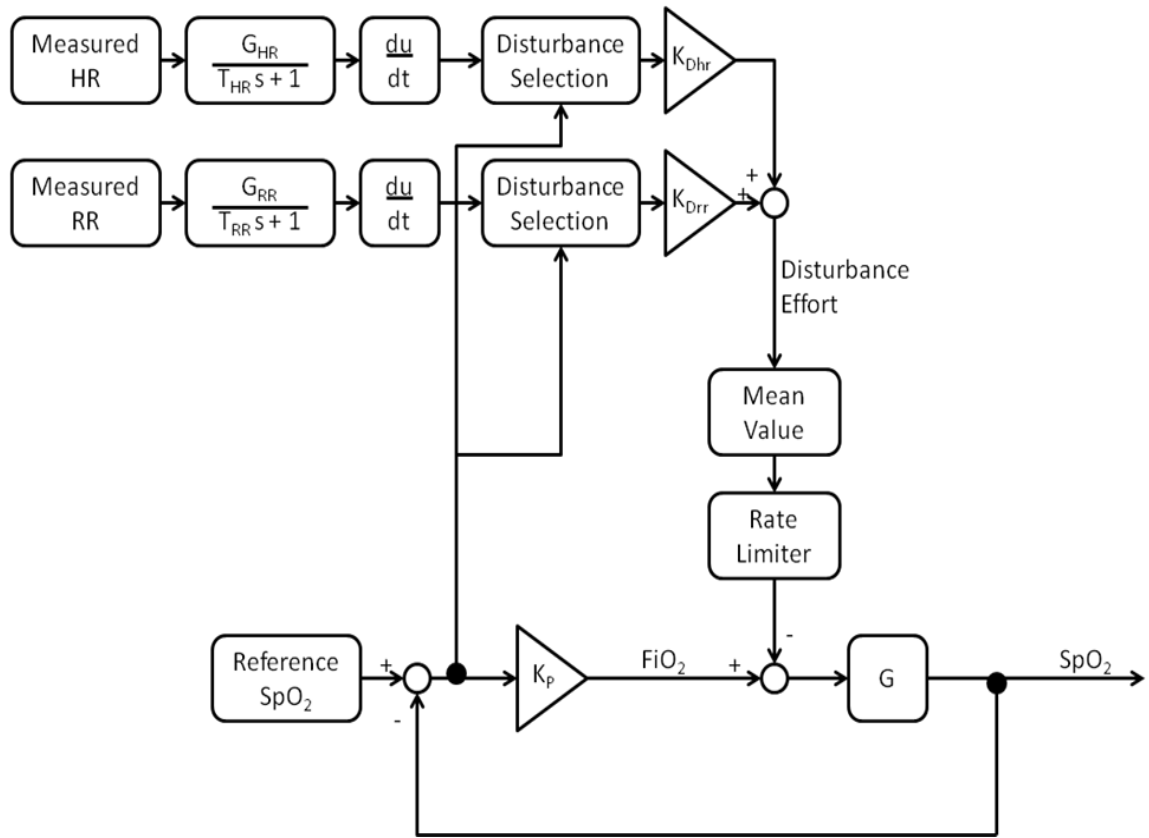 Measured
HR
G_HR
T_HR s + 1
du
dt
Disturbance
Selection
K_Dhr
Measured
RR
G_RR
T_RR s + 1
du
dt
Disturbance
Selection
K_Drr
+
+
Disturbance
Effort
Mean
Value
Rate
Limiter
-
Reference
SpO₂
+
-
K_P
FiO₂
+
G
SpO₂